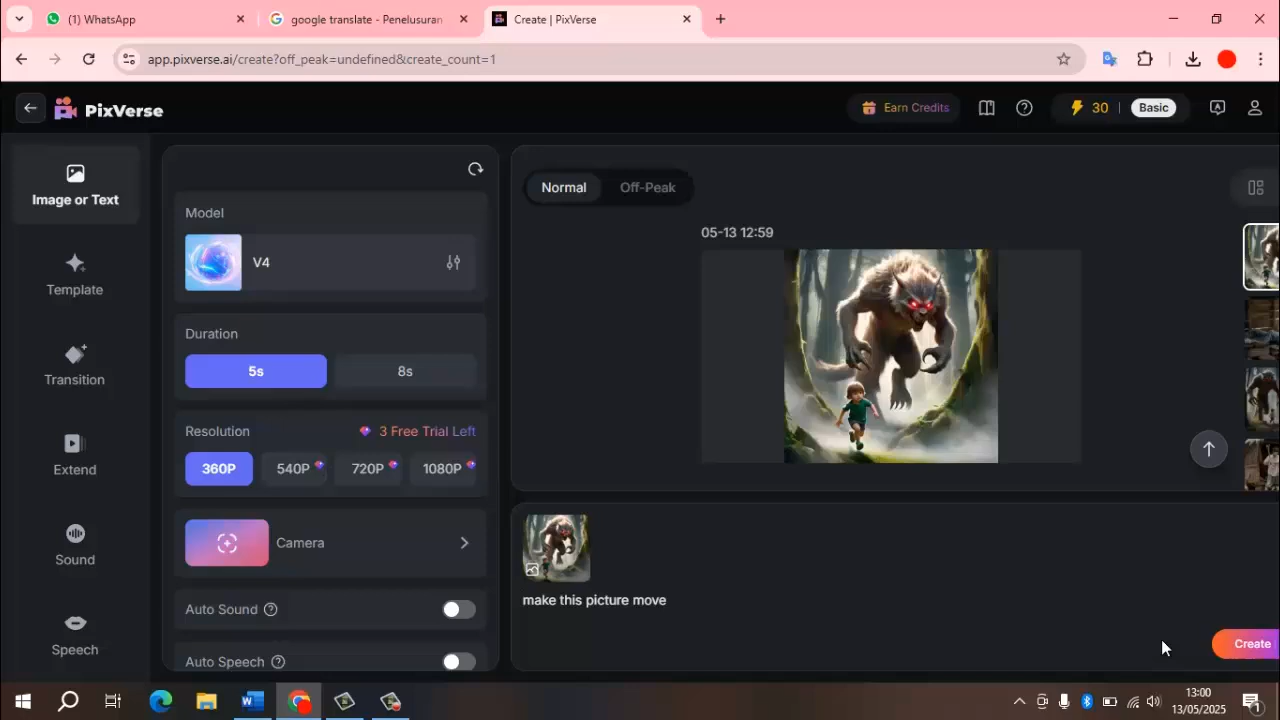 (1) WhatsApp
google translate - Penelusuran
Create | PixVerse
app.pixverse.ai/create?off_peak=undefined&create_count=1
PixVerse
Earn Credits
30
Basic
Image or Text
Template
Transition
Extend
Sound
Speech
Model
V4
Duration
5s
8s
Resolution
3 Free Trial Left
360P
540P
720P
1080P
Camera
Auto Sound
Auto Speech
Normal
Off-Peak
05-13 12:59
make this picture move
Create
13:00
13/05/2025
1